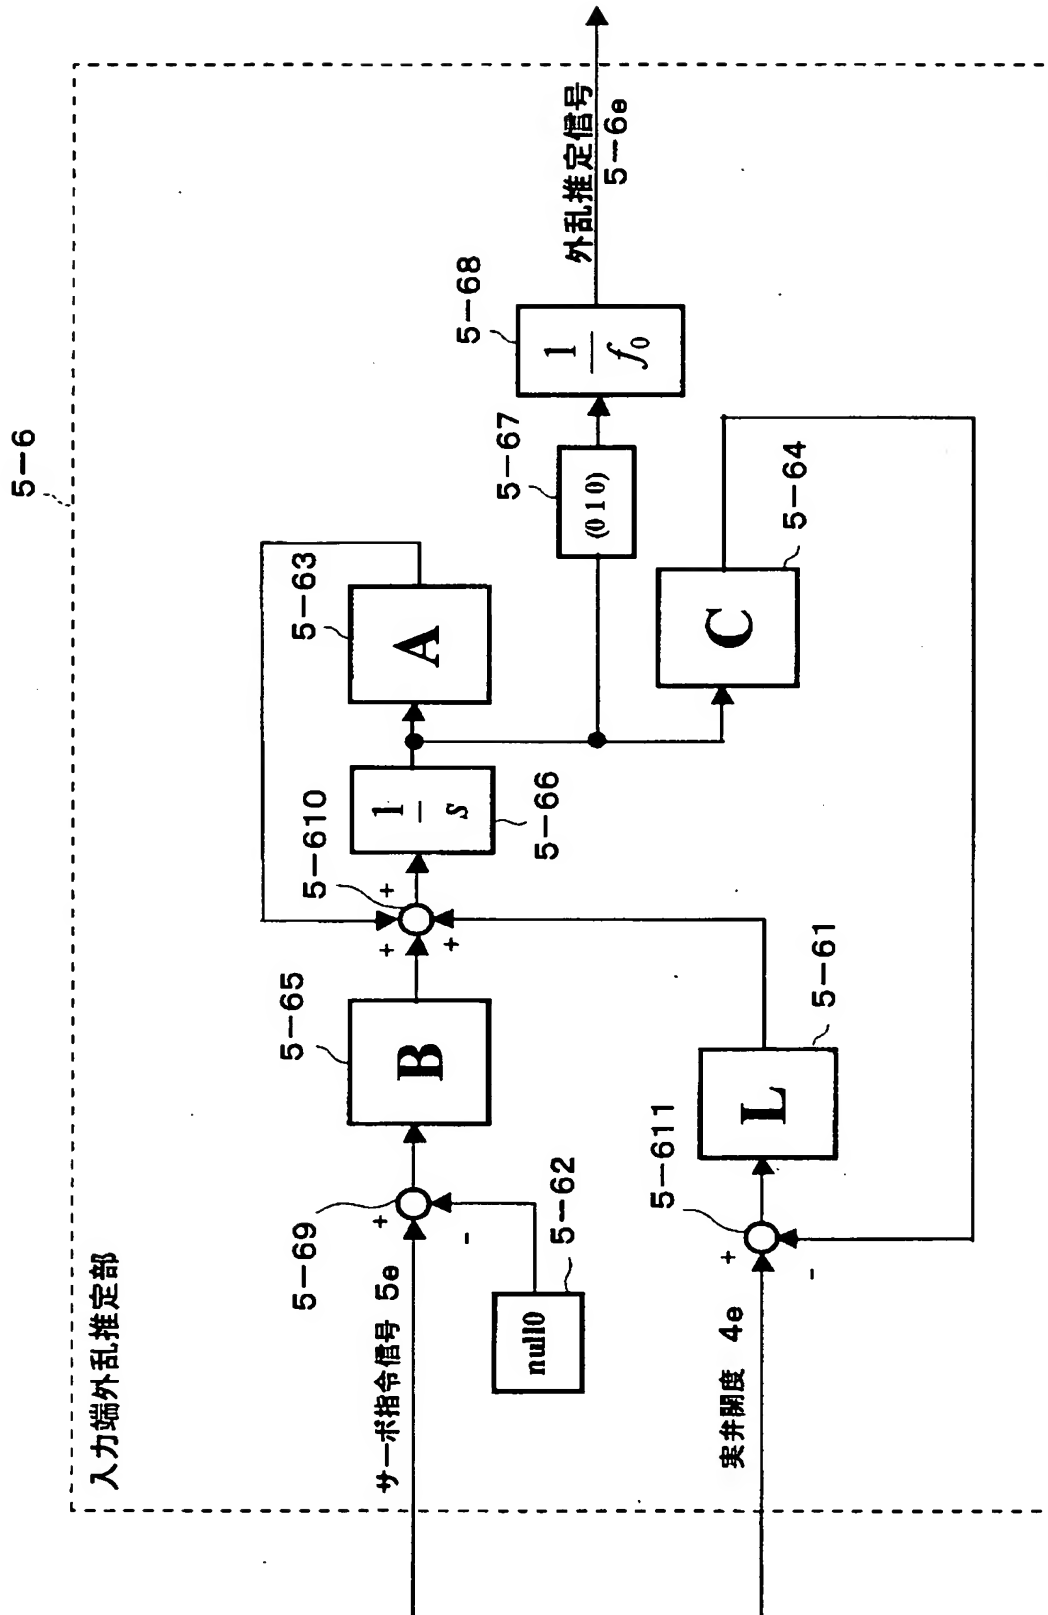 5-6
入力端外乱推定部
サーボ指令信号 5e
5-69
+
-
null0
5-62
5-65
B
5-610
+
+
+
1
s
5-66
5-63
A
5-67
(0 1 0)
5-68
1
f0
外乱推定信号
5-6e
実弁開度 4e
5-611
+
-
L
5-61
C
5-64